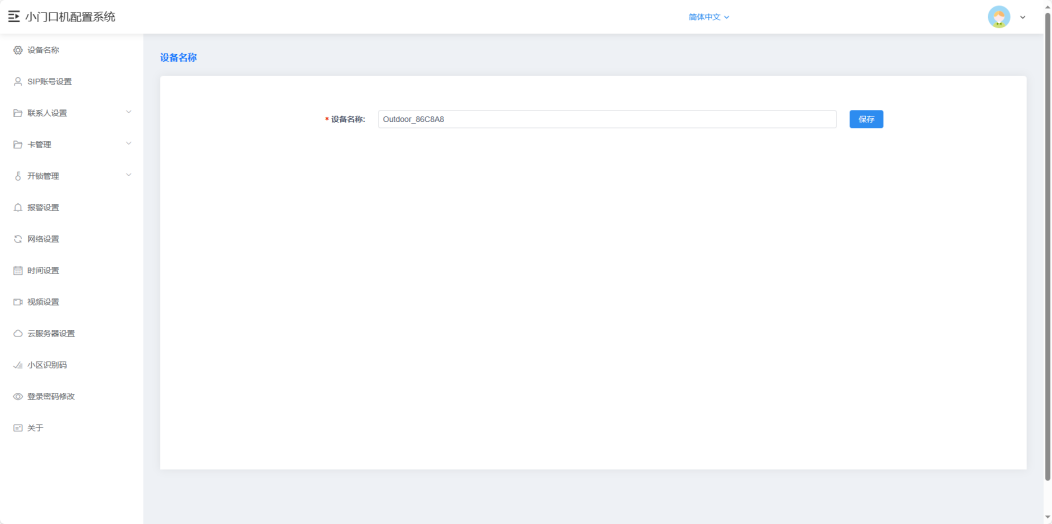 小门口机配置系统
简体中文
设备名称
SIP账号设置
联系人设置
卡管理
开锁管理
报警设置
网络设置
时间设置
视频设置
云服务器设置
小区识别码
登录密码修改
关于
设备名称
* 设备名称: Outdoor_86C8A8 保存